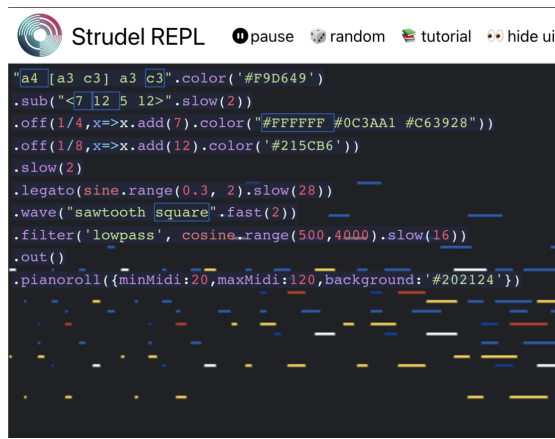 Strudel REPL pause random tutorial hide ui
"a4 [a3 c3] a3 c3".color('#F9D649')
.sub("<7 12 5 12>".slow(2))
.off(1/4,x=>x.add(7).color("#FFFFFF #0C3AA1 #C63928"))
.off(1/8,x=>x.add(12).color('#215CB6'))
.slow(2)
.legato(sine.range(0.3, 2).slow(28))
.wave("sawtooth square".fast(2))
.filter('lowpass', cosine.range(500,4000).slow(16))
.out()
.pianoroll({minMidi:20,maxMidi:120,background:'#202124'})